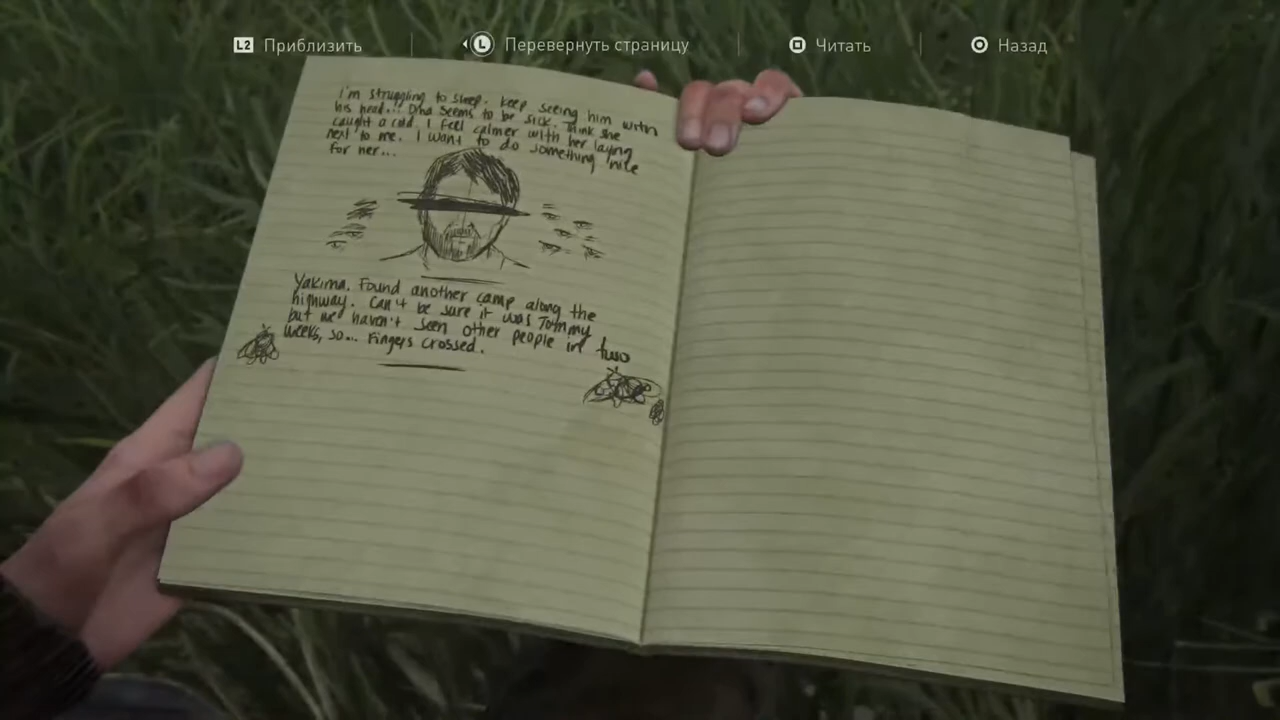 L2 Приблизить L Перевернуть страницу Читать Назад
I'm struggling to sleep. Keep seeing him with
his head... Dina seems to be sick. Think she
caught a cold. I feel calmer with her laying
next to me. I want to do something nice
for her...
Yakima. Found another camp along the
highway. Can't be sure it was Tommy
but we haven't seen other people in two
weeks, so... Fingers crossed.